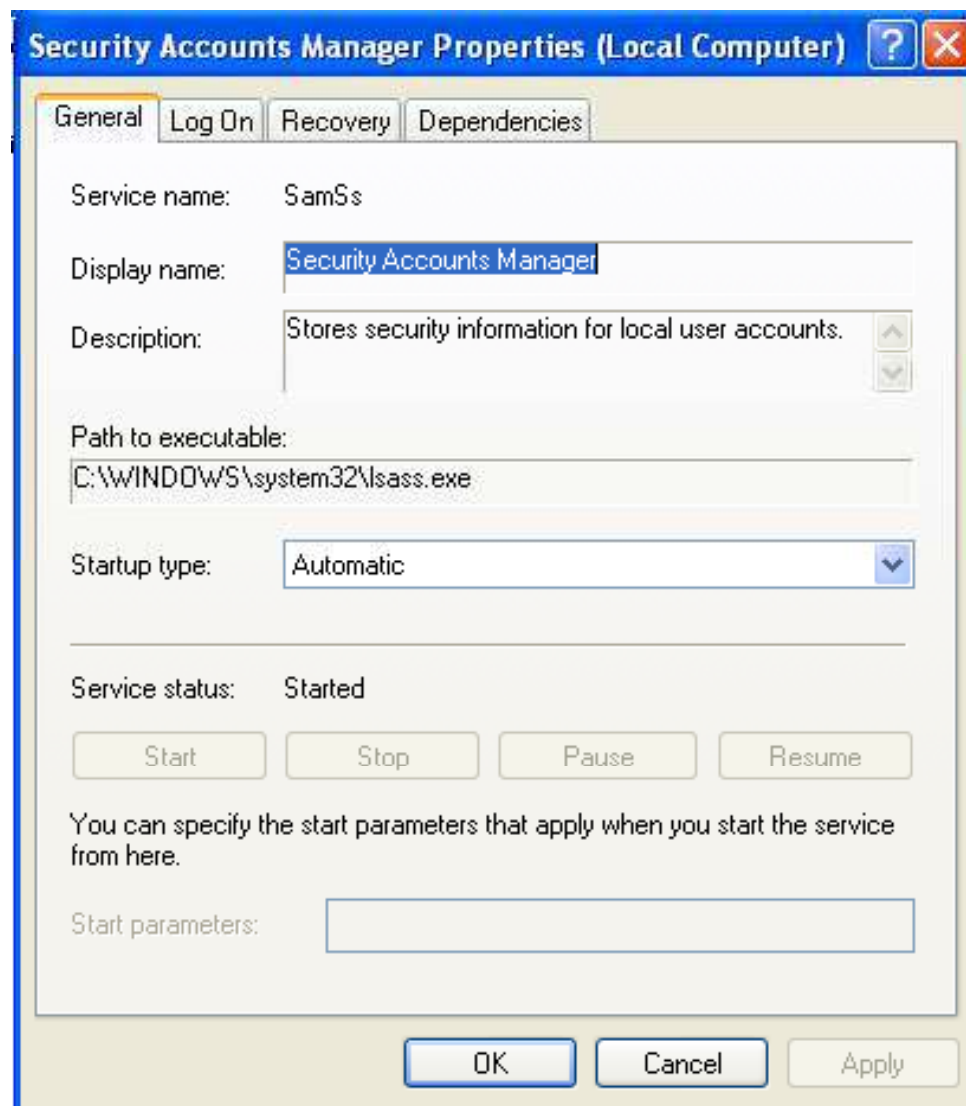 Security Accounts Manager Properties (Local Computer)
General Log On Recovery Dependencies
Service name: SamSs
Display name: Security Accounts Manager
Description: Stores security information for local user accounts.
Path to executable:
C:\WINDOWS\system32\lsass.exe
Startup type: Automatic
Service status: Started
Start Stop Pause Resume
You can specify the start parameters that apply when you start the service
from here.
Start parameters:
OK Cancel Apply